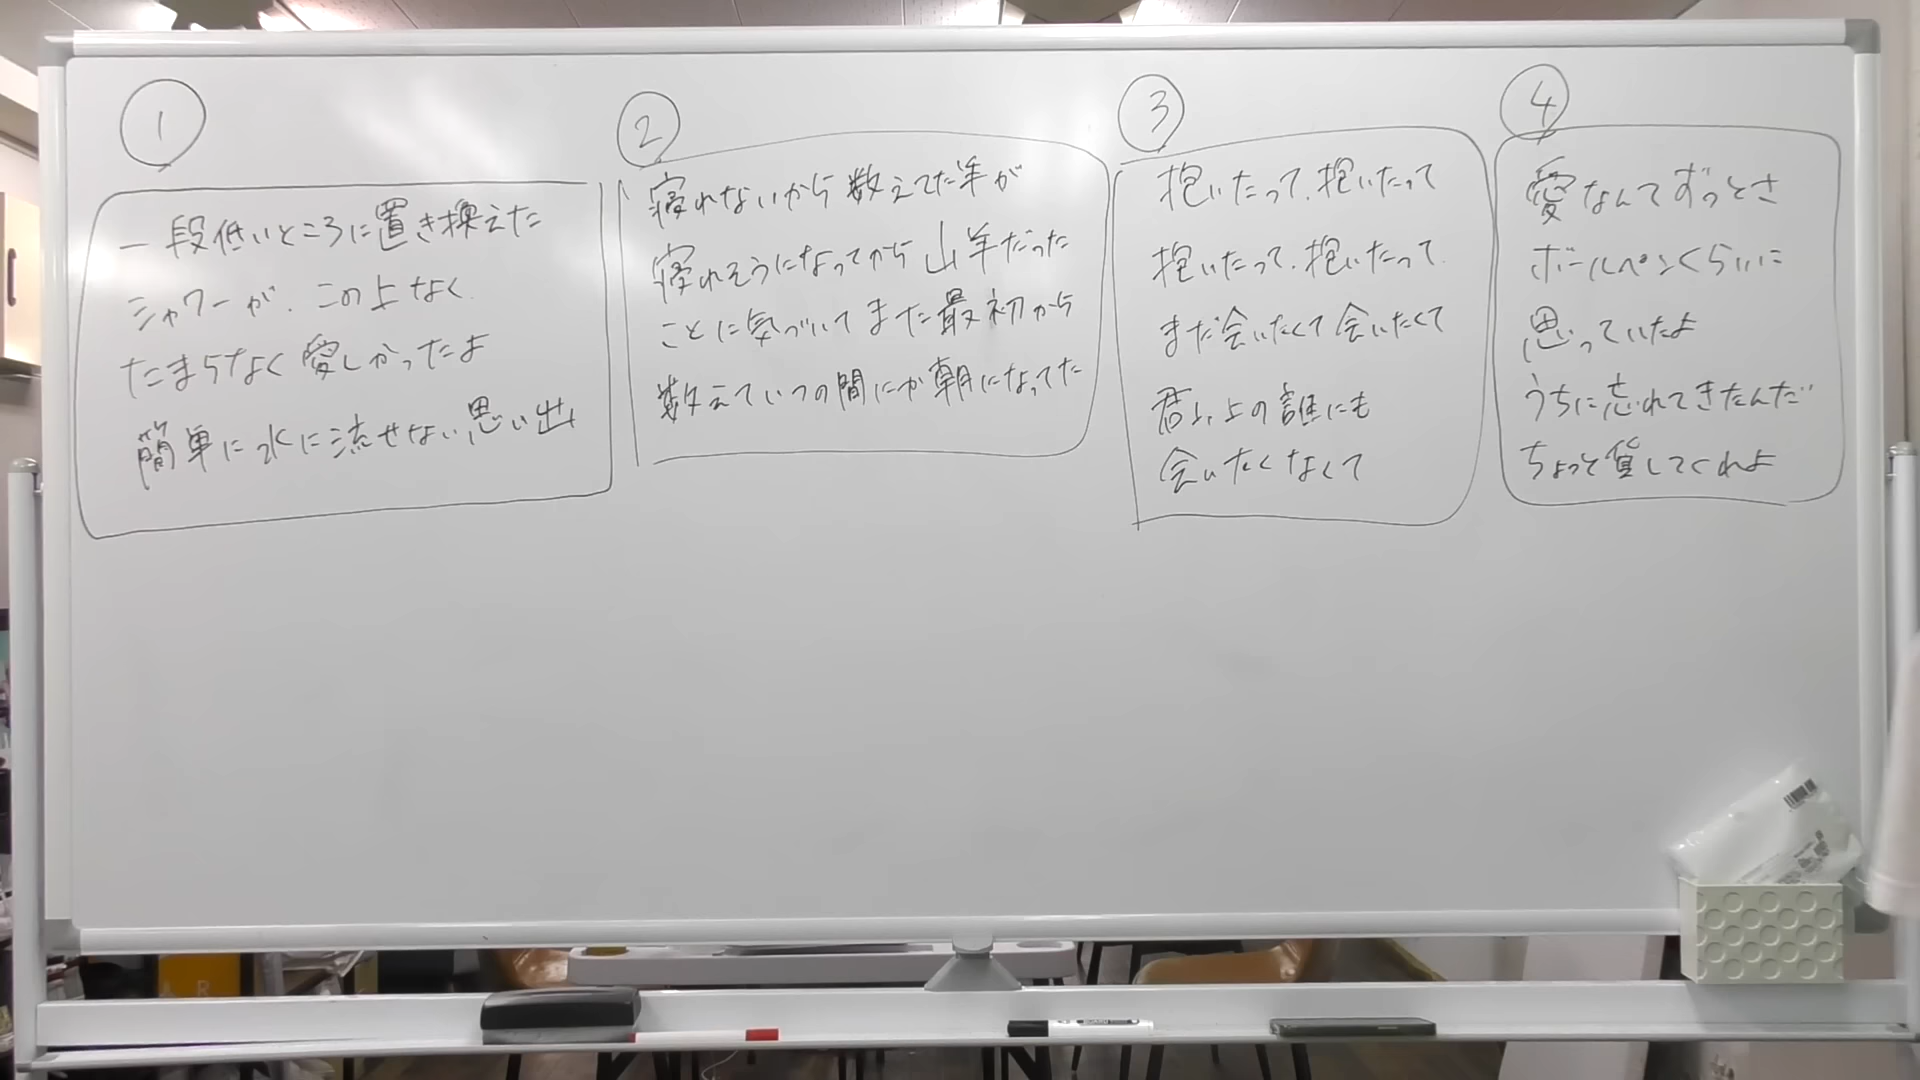 ①
一段低いところに置き換えた
シャワーが、この上なく
たまらなく愛しかったよ
簡単に水に流せない思い出
②
寝れないから数えてた羊が
寝れそうになってから山羊だった
ことに気づいてまた最初から
数えていつの間にか朝になってた
③
抱いたって、抱いたって
抱いたって、抱いたって、
まだ会いたくて会いたくて
君以上の誰にも
会いたくなくて
④
愛なんてずっとさ
ボールペンくらいに
思っていたよ
うちに忘れてきたんだ
ちょっと貸してくれよ